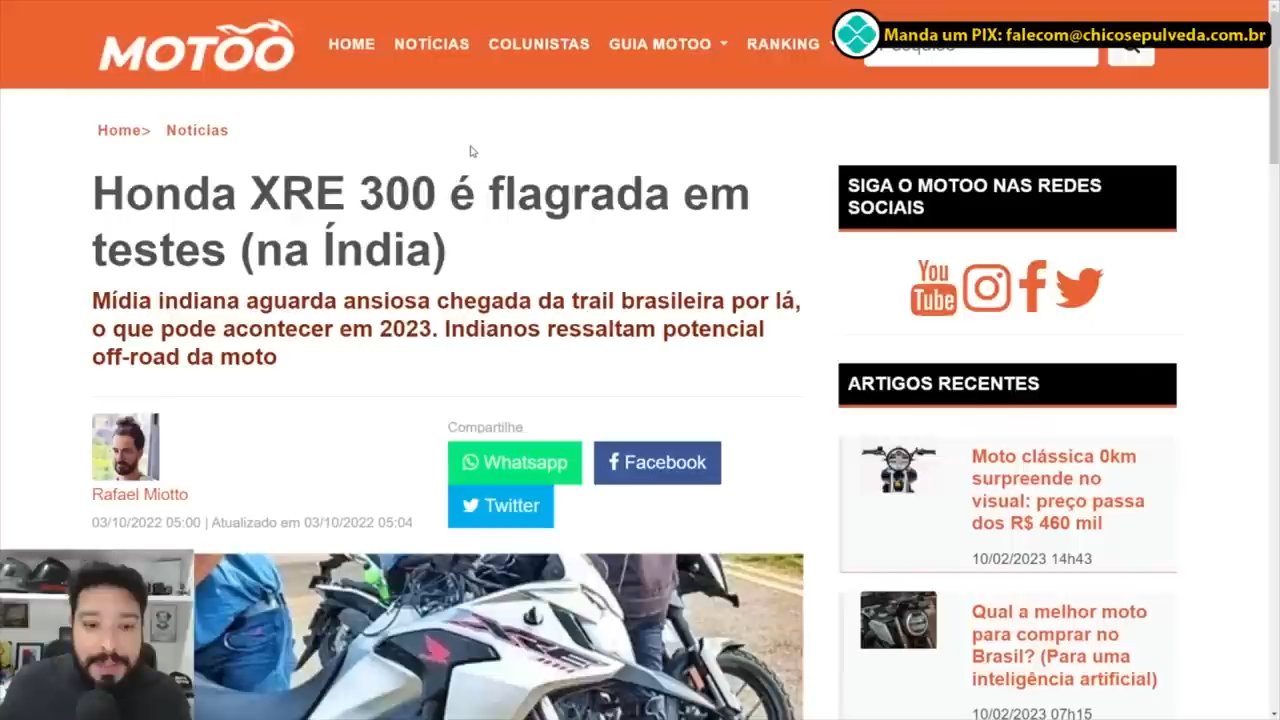 MOTOO
HOME NOTÍCIAS COLUNISTAS GUIA MOTOO RANKING
Manda um PIX: falecom@chicosepulveda.com.br
Home> Noticias
Honda XRE 300 é flagrada em
testes (na Índia)
Mídia indiana aguarda ansiosa chegada da trail brasileira por lá,
o que pode acontecer em 2023. Indianos ressaltam potencial
off-road da moto
Rafael Miotto
03/10/2022 05:00 | Atualizado em 03/10/2022 05:04
Compartilhe
Whatsapp
Facebook
Twitter
SIGA O MOTOO NAS REDES
SOCIAIS
You
Tube
ARTIGOS RECENTES
Moto clássica 0km
surpreende no
visual: preço passa
dos R$ 460 mil
10/02/2023 14h43
Qual a melhor moto
para comprar no
Brasil? (Para uma
inteligência artificial)
10/02/2023 07h15